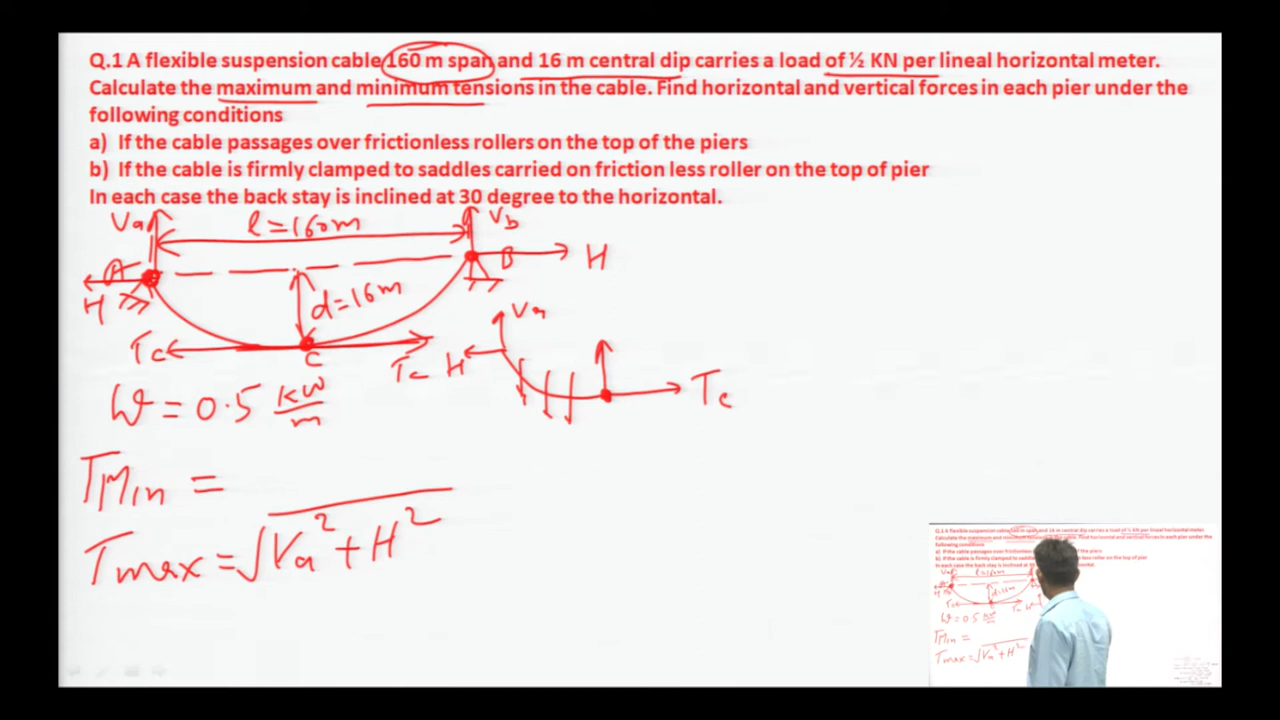 Q.1 A flexible suspension cable 160 m span and 16 m central dip carries a load of ½ KN per lineal horizontal meter.
Calculate the maximum and minimum tensions in the cable. Find horizontal and vertical forces in each pier under the
following conditions
a) If the cable passages over frictionless rollers on the top of the piers
b) If the cable is firmly clamped to saddles carried on friction less roller on the top of pier
In each case the back stay is inclined at 30 degree to the horizontal.
Va l = 160m Vb
A B H
H d = 16m Va
Tc C Tc H Tc
W = 0.5 KW/m
TMin =
Tmax = √Va² + H²